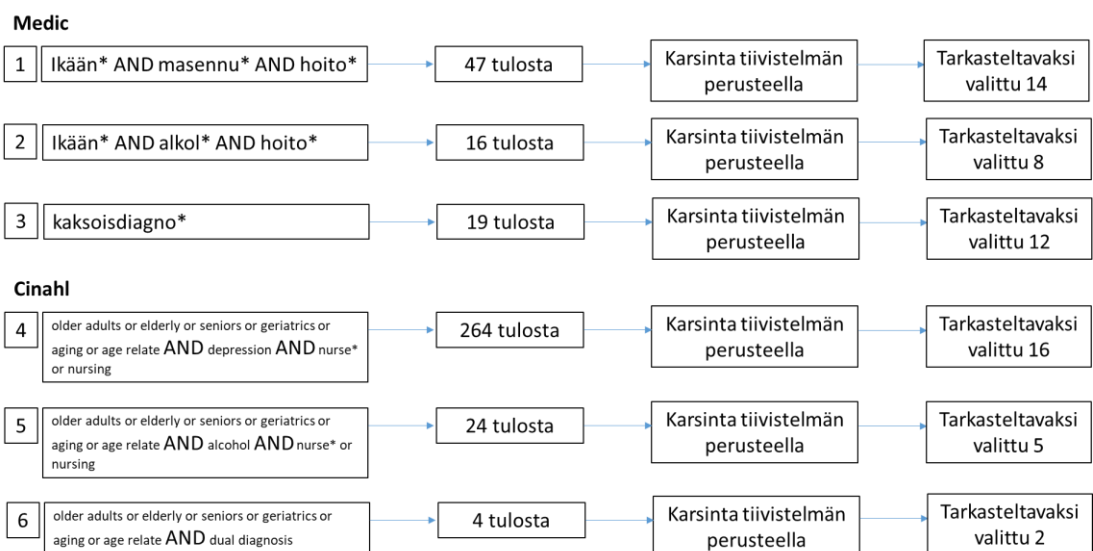 Medic
1
Ikään* AND masennu* AND hoito*
47 tulosta
Karsinta tiivistelmän
perusteella
Tarkasteltavaksi
valittu 14
2
Ikään* AND alkol* AND hoito*
16 tulosta
Karsinta tiivistelmän
perusteella
Tarkasteltavaksi
valittu 8
3
kaksoisdiagno*
19 tulosta
Karsinta tiivistelmän
perusteella
Tarkasteltavaksi
valittu 12
Cinahl
4
older adults or elderly or seniors or geriatrics or
aging or age relate AND depression AND nurse*
or nursing
264 tulosta
Karsinta tiivistelmän
perusteella
Tarkasteltavaksi
valittu 16
5
older adults or elderly or seniors or geriatrics or
aging or age relate AND alcohol AND nurse* or
nursing
24 tulosta
Karsinta tiivistelmän
perusteella
Tarkasteltavaksi
valittu 5
6
older adults or elderly or seniors or geriatrics or
aging or age relate AND dual diagnosis
4 tulosta
Karsinta tiivistelmän
perusteella
Tarkasteltavaksi
valittu 2